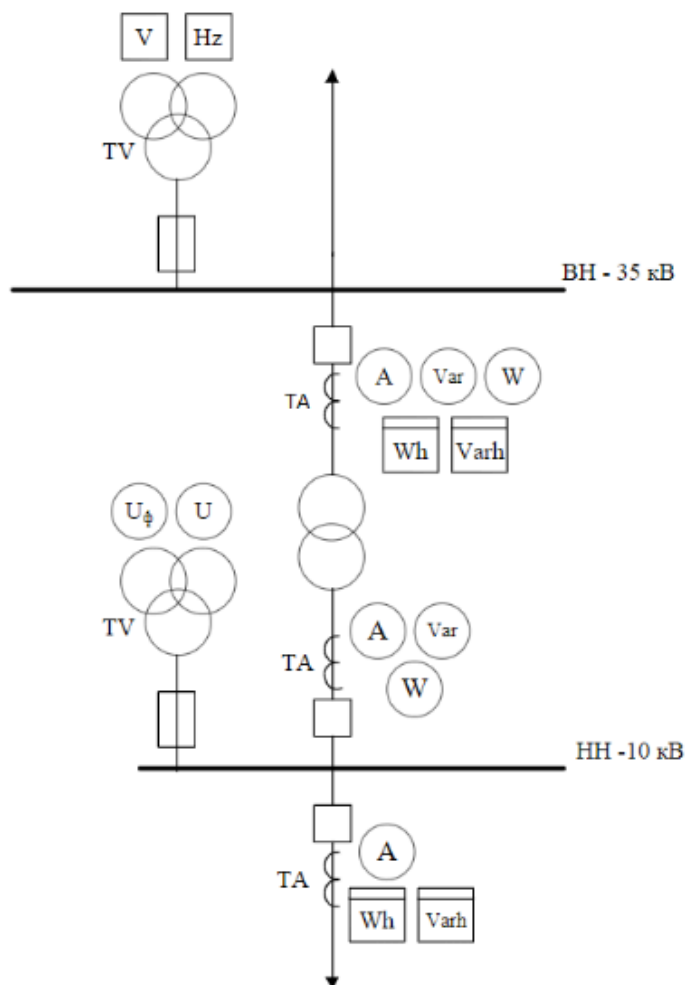 V Hz
TV
ВН - 35 кВ
A Var W
TA
Wh Varh
Uф U
TV
A Var
TA
W
НН -10 кВ
A
TA
Wh Varh